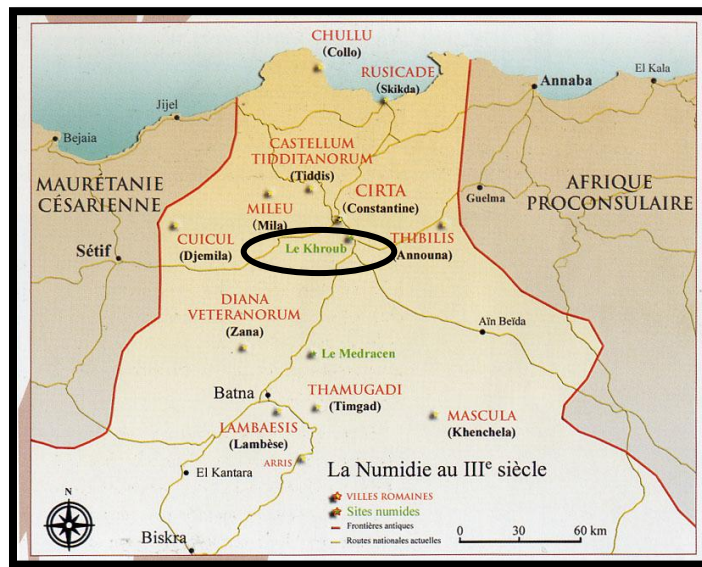 CHULLU
(Collo)
RUSICADE
(Skikda)
Annaba
El Kala
Jijel
Bejaia
CASTELLUM
TIDDITANORUM
(Tiddis)
MAURÉTANIE
CÉSARIENNE
CIRTA
(Constantine)
AFRIQUE
PROCONSULAIRE
Guelma
MILEU
(Mila)
CUICUL
(Djemila)
Le Khroub
THIBILIS
(Announa)
Sétif
DIANA
VETERANORUM
(Zana)
Aïn Beïda
Le Medracen
Batna
THAMUGADI
(Timgad)
MASCULA
(Khenchela)
LAMBAESIS
(Lambèse)
ARRIS
El Kantara
La Numidie au IIIe siècle
VILLES ROMAINES
Sites numides
Frontières antiques
Routes nationales actuelles
0 30 60 km
N
Biskra